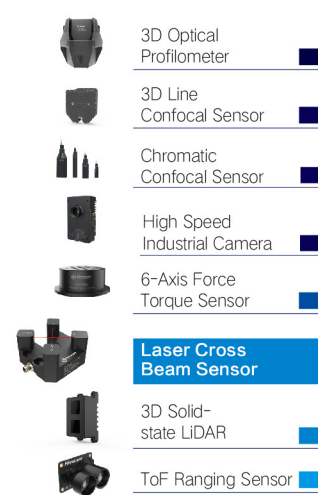 3D Optical
Profilometer
3D Line
Confocal Sensor
Chromatic
Confocal Sensor
High Speed
Industrial Camera
6-Axis Force
Torque Sensor
Laser Cross
Beam Sensor
3D Solid-
state LiDAR
ToF Ranging Sensor